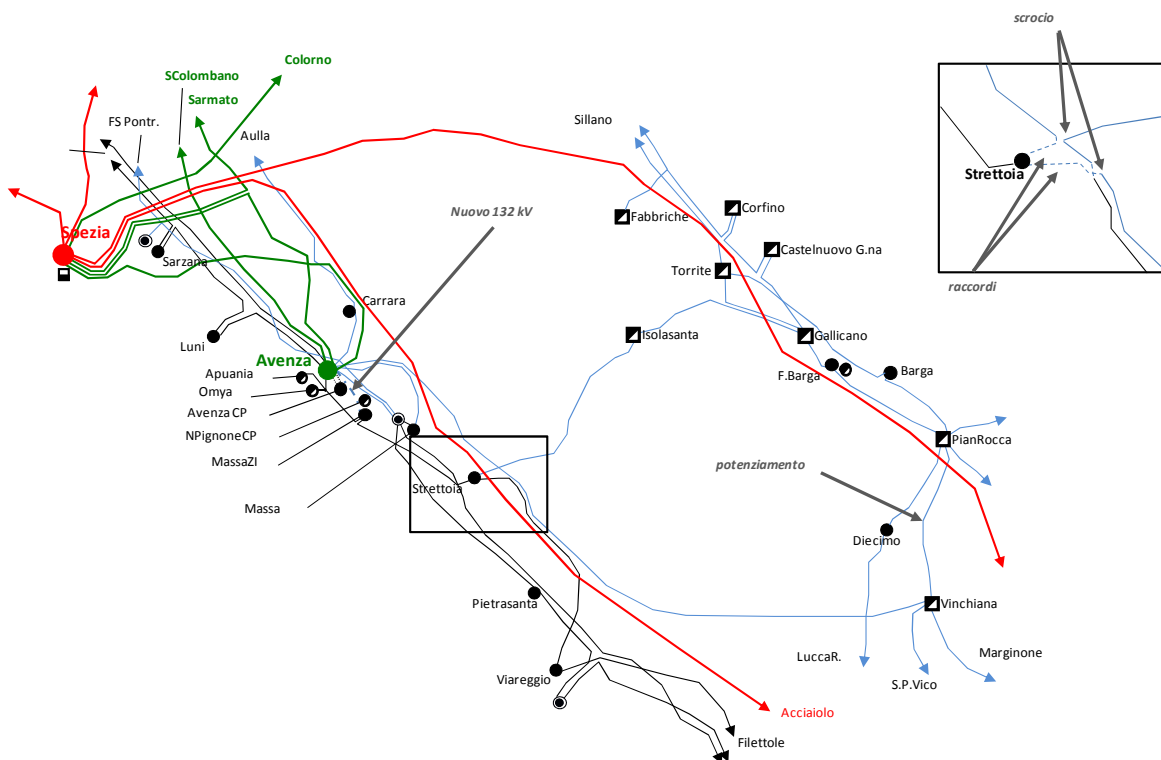 scrocio
Colorno
SColombano
Sarmato
FS Pontr.
Aulla
Sillano
Strettoia
Nuovo 132 kV
Corfino
Fabbriche
Spezia
Castelnuovo G.na
Sarzana
Torrite
raccordi
Carrara
Isolasanta
Gallicano
Luni
Avenza
Apuania
F.Barga
Barga
Omya
Avenza CP
NPignoneCP
PianRocca
MassaZI
potenziamento
Strettoia
Massa
Diecimo
Pietrasanta
Vinchiana
LuccaR.
Marginone
Viareggio
S.P.Vico
Acciaiolo
Filettole